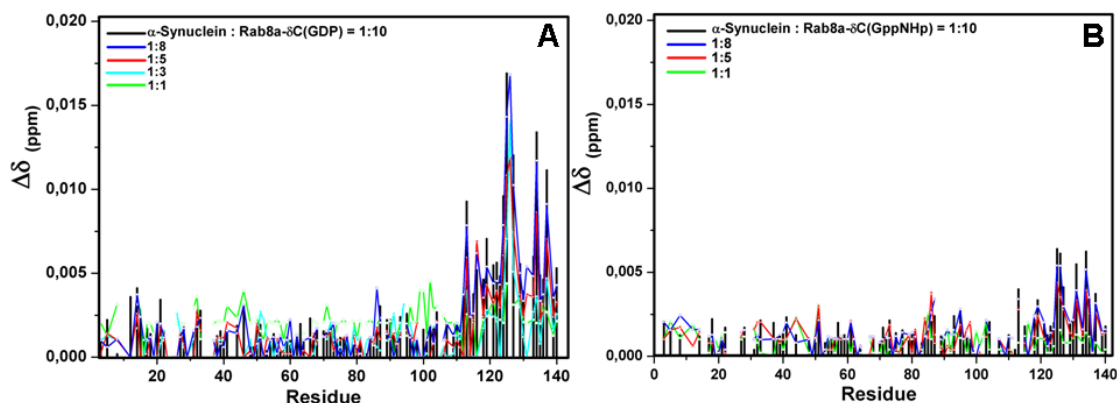 0,020
0,015
0,010
0,005
0,000
Δδ (ppm)
α-Synuclein : Rab8a-δC(GDP) = 1:10
1:8
1:5
1:3
1:1
A
20 40 60 80 100 120 140
Residue
0,020
0,015
0,010
0,005
0,000
Δδ (ppm)
α-Synuclein : Rab8a-δC(GppNHp) = 1:10
1:8
1:5
1:1
B
0 20 40 60 80 100 120 140
Residue